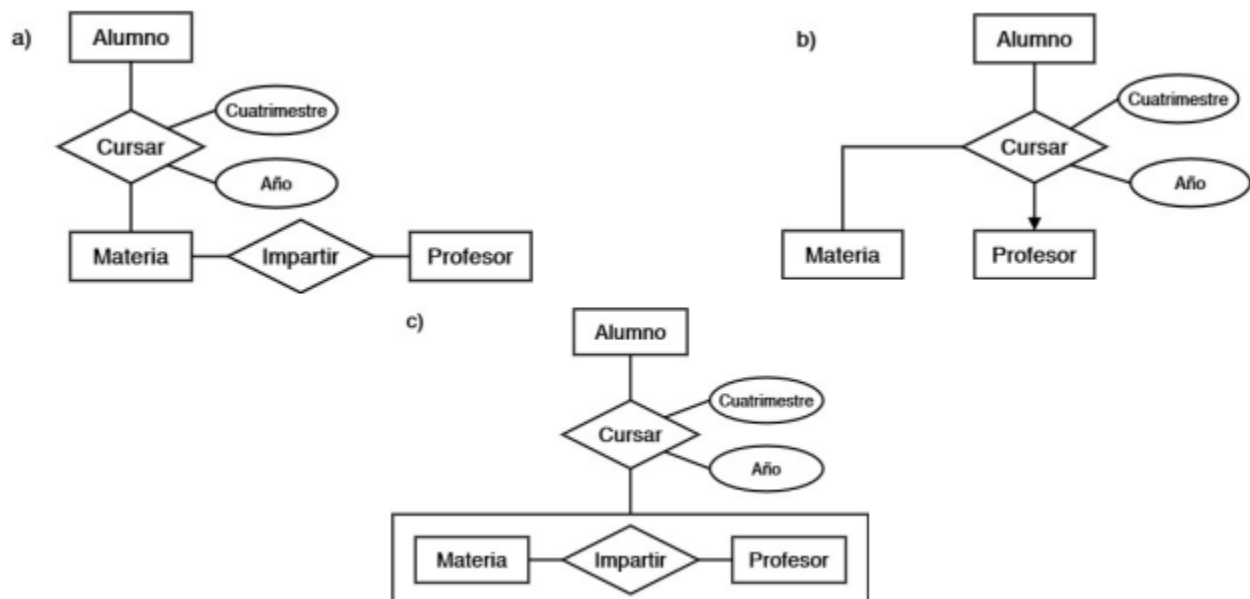 a)
Alumno
Cuatrimestre
Cursar
Año
Materia
Impartir
Profesor
b)
Alumno
Cuatrimestre
Cursar
Año
Materia
Profesor
c)
Alumno
Cuatrimestre
Cursar
Año
Materia
Impartir
Profesor